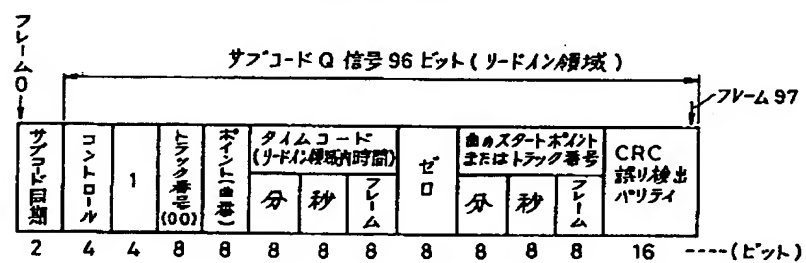 フレーム0
サブコードQ 信号96ビット(リードイン領域)
フレーム97
サブコード同期
コントロール
1
トラック番号(00)
ポイント(曲番)
タイムコード
(リードイン領域内時間)
分 秒 フレーム
ゼロ
曲のスタートポイント
またはトラック番号
分 秒 フレーム
CRC
誤り検出
パリティ
2 4 4 8 8 8 8 8 8 8 8 8 16 ----(ビット)